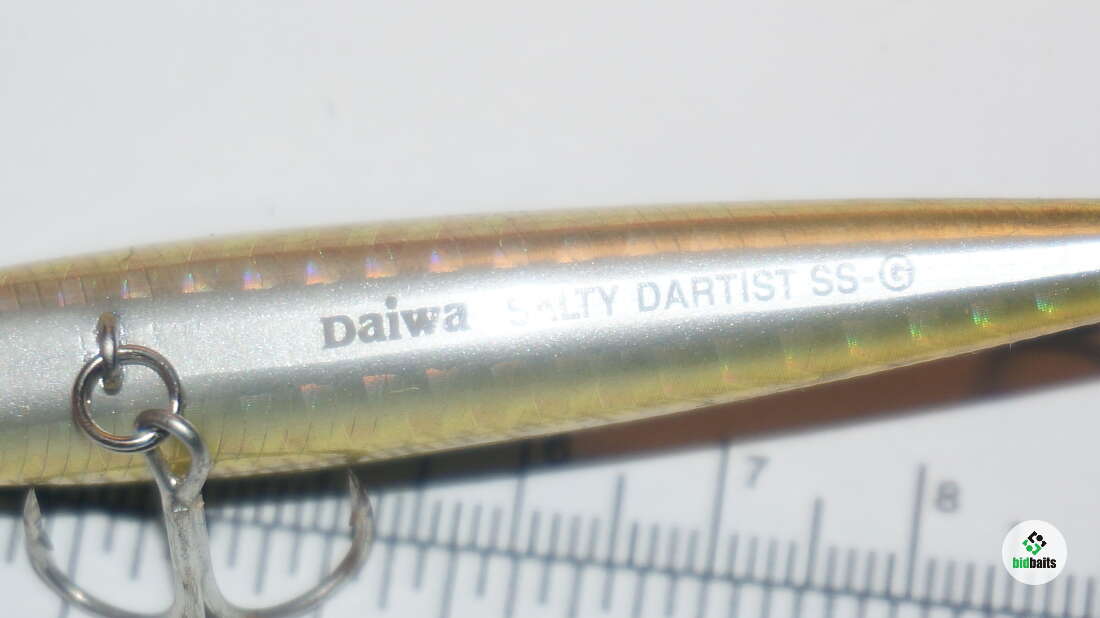 Daiwa SALTY DARTIST SS-G
7
8
bidbaits